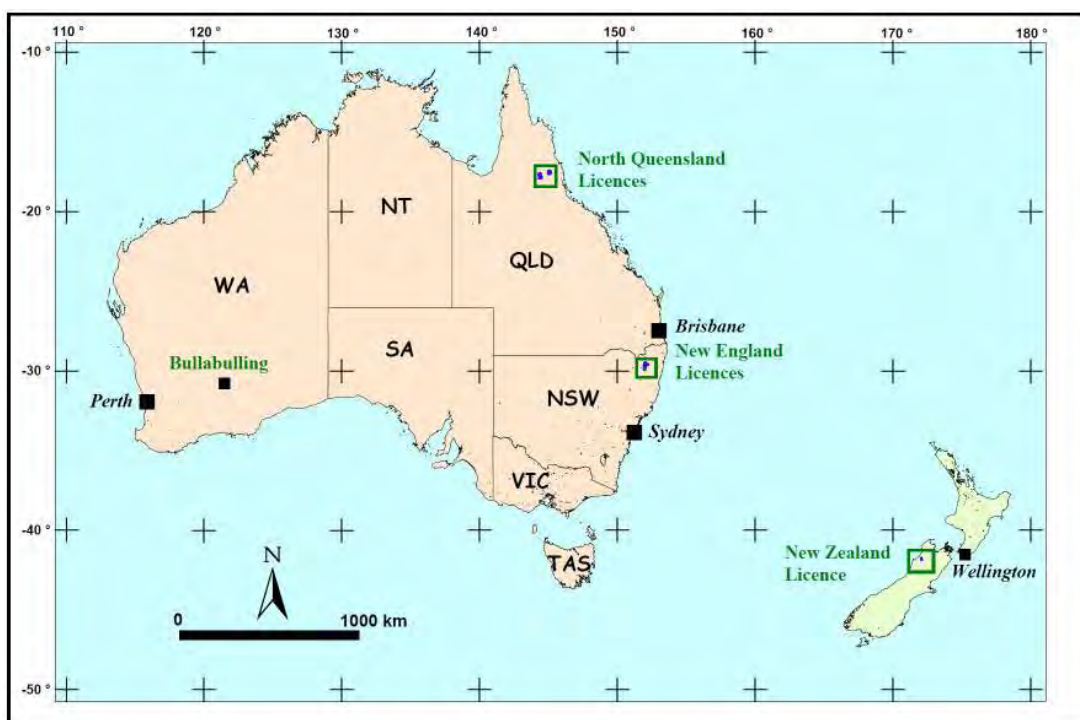 110 °
120 °
130 °
140 °
150 °
160 °
170 °
180 °
-10 °
-20 °
-30 °
-40 °
-50 °
North Queensland
Licences
NT
QLD
WA
Brisbane
SA
New England
Licences
Bullabulling
NSW
Perth
Sydney
VIC
New Zealand
Licence
TAS
Wellington
N
0
1000 km